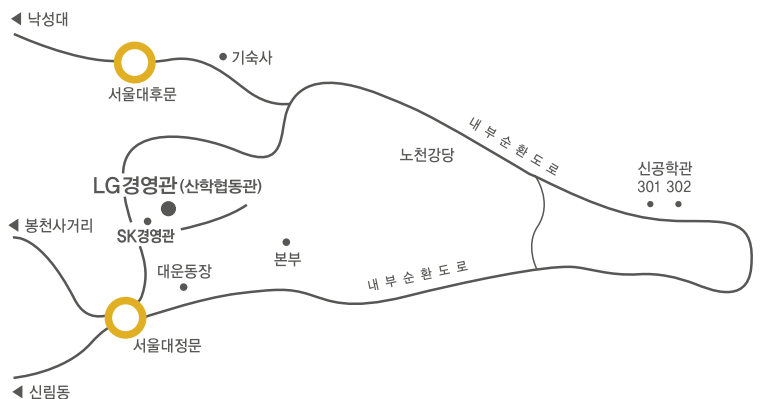 ◀ 낙성대
기숙사
서울대후문
내부순환도로
노천강당
신공학관
301 302
LG경영관(산학협동관)
◀ 봉천사거리
SK경영관
본부
대운동장
내부순환도로
서울대정문
◀ 신림동